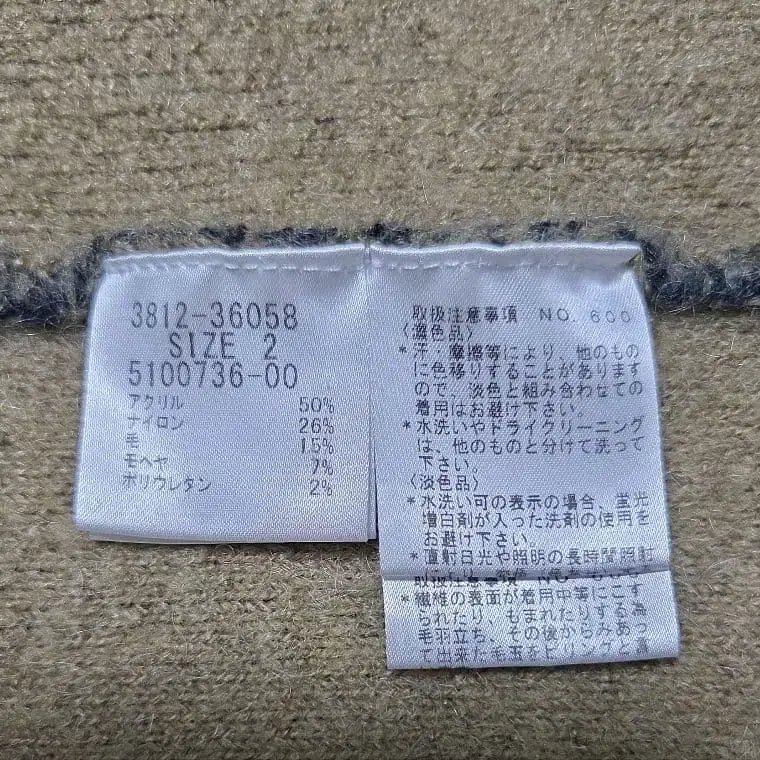 3812-36058
SIZE 2
5100736-00
アクリル 50%
ナイロン 26%
毛 15%
モヘヤ 7%
ポリウレタン 2%
取扱注意事項 NO. 600
〈濃色品〉
*汗・摩擦等により、他のもの
に色移りすることがあります
ので、淡色と組み合わせての
着用はお避け下さい。
*水洗いやドライクリーニング
は、他のものと分けて洗って
下さい。
〈淡色品〉
*水洗い可の表示の場合、蛍光
増白剤が入った洗剤の使用を
お避け下さい。
*直射日光や照明の長時間照射
取扱注意事項 NO.
*繊維の表面が着用中等にこす
られたり、もまれたりする為
毛羽立ち、その後からみあっ
て出来た毛玉をピリングと